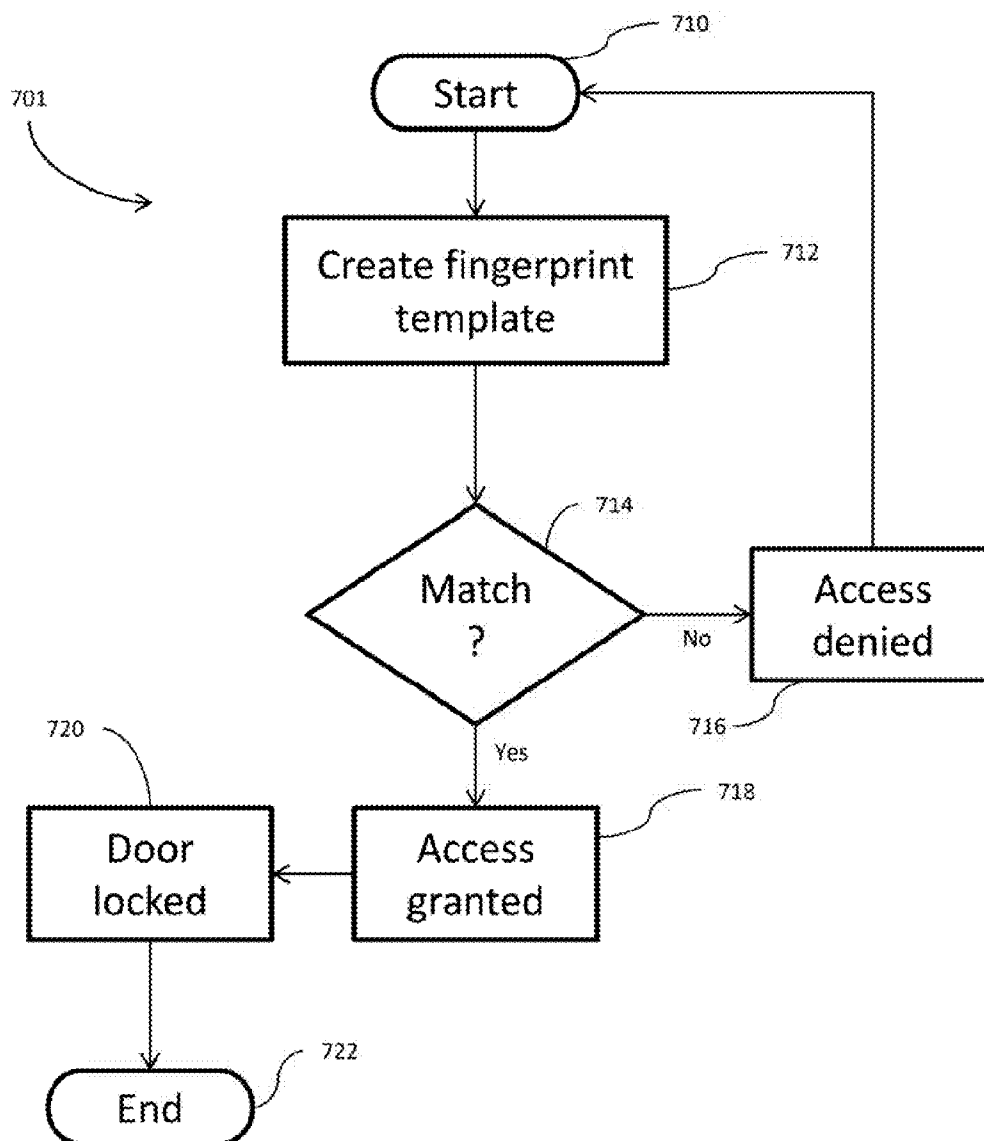 710
Start
701
Create fingerprint
template
712
714
Match
?
No
Access
denied
716
Yes
720
718
Door
locked
Access
granted
722
End